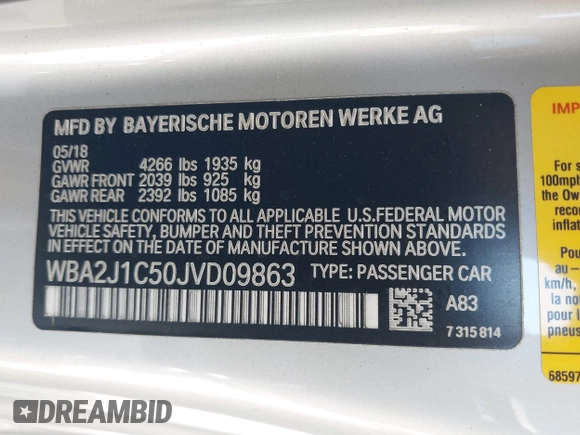 MFD BY BAYERISCHE MOTOREN WERKE AG
05/18
GVWR 4266 lbs 1935 kg
GAWR FRONT 2039 lbs 925 kg
GAWR REAR 2392 lbs 1085 kg
THIS VEHICLE CONFORMS TO ALL APPLICABLE U.S.FEDERAL MOTOR
VEHICLE SAFETY, BUMPER AND THEFT PREVENTION STANDARDS
IN EFFECT ON THE DATE OF MANUFACTURE SHOWN ABOVE.
WBA2J1C50JVD09863 TYPE: PASSENGER CAR
A83
7 315 814
IMP
For s
100mph
the Ow
recor
inflat
Pou
au –
km/h,
des p
pour l
pneus
68597
DREAMBID